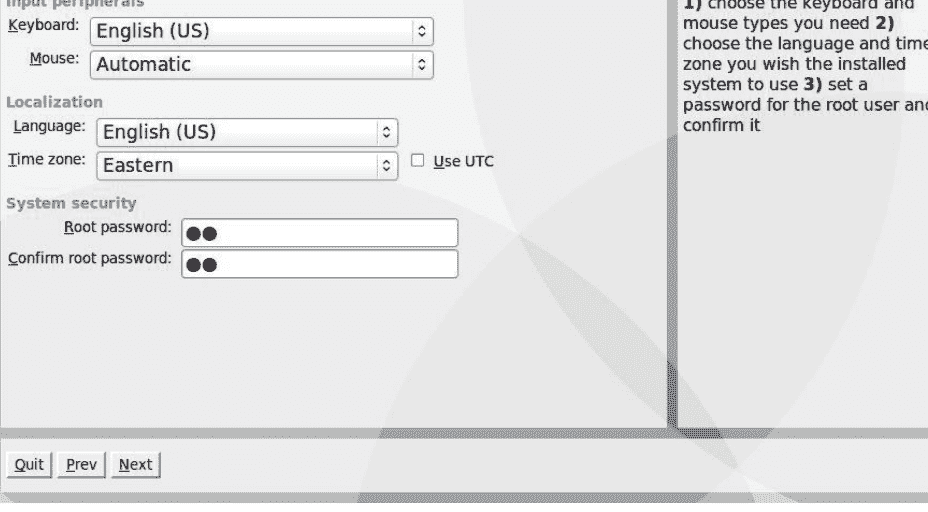 Input peripherals
Keyboard: English (US)
Mouse: Automatic
Localization
Language: English (US)
Time zone: Eastern Use UTC
System security
Root password: ●●
Confirm root password: ●●
Quit Prev Next
1) choose the keyboard and
mouse types you need 2)
choose the language and time
zone you wish the installed
system to use 3) set a
password for the root user and
confirm it